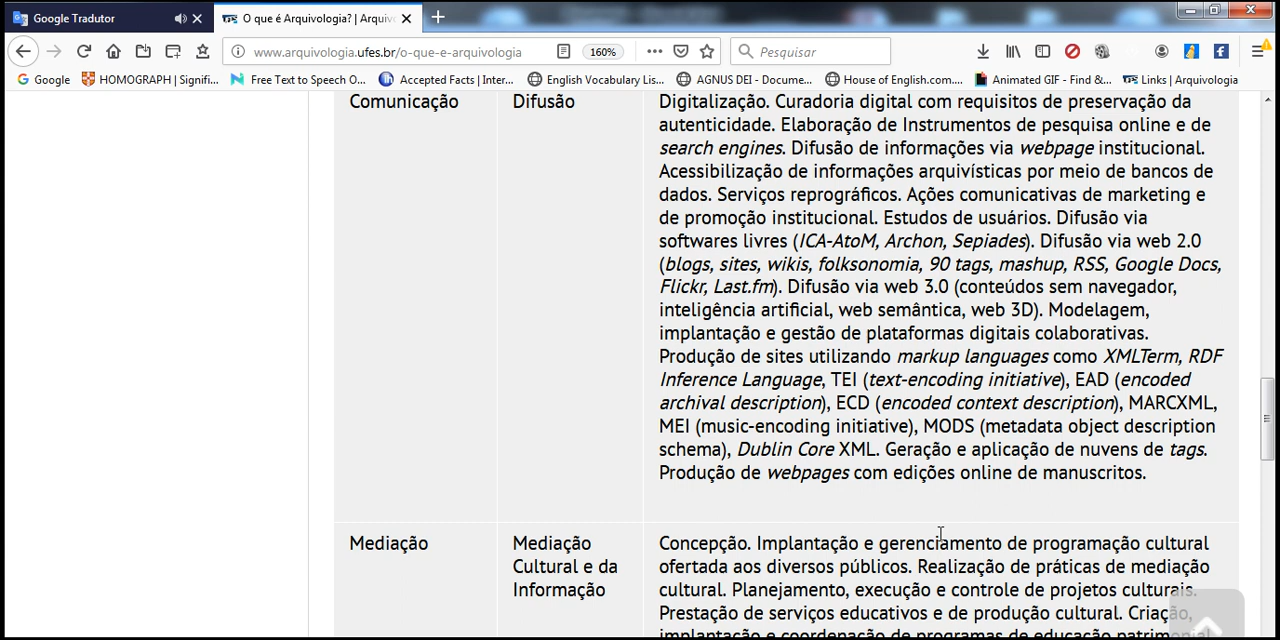 Google Tradutor
O que é Arquivologia? | Arquiv
www.arquivologia.ufes.br/o-que-e-arquivologia
160%
Pesquisar
Google
HOMOGRAPH | Signifi...
Free Text to Speech O...
Accepted Facts | Inter...
English Vocabulary Lis...
AGNUS DEI - Docume...
House of English.com....
Animated GIF - Find &...
Links | Arquivologia
Comunicação
Difusão
Digitalização. Curadoria digital com requisitos de preservação da
autenticidade. Elaboração de Instrumentos de pesquisa online e de
search engines. Difusão de informações via webpage institucional.
Acessibilização de informações arquivísticas por meio de bancos de
dados. Serviços reprográficos. Ações comunicativas de marketing e
de promoção institucional. Estudos de usuários. Difusão via
softwares livres (ICA-AtoM, Archon, Sepiades). Difusão via web 2.0
(blogs, sites, wikis, folksonomia, 90 tags, mashup, RSS, Google Docs,
Flickr, Last.fm). Difusão via web 3.0 (conteúdos sem navegador,
inteligência artificial, web semântica, web 3D). Modelagem,
implantação e gestão de plataformas digitais colaborativas.
Produção de sites utilizando markup languages como XMLTerm, RDF
Inference Language, TEI (text-encoding initiative), EAD (encoded
archival description), ECD (encoded context description), MARCXML,
MEI (music-encoding initiative), MODS (metadata object description
schema), Dublin Core XML. Geração e aplicação de nuvens de tags.
Produção de webpages com edições online de manuscritos.
Mediação
Mediação
Cultural e da
Informação
Concepção. Implantação e gerenciamento de programação cultural
ofertada aos diversos públicos. Realização de práticas de mediação
cultural. Planejamento, execução e controle de projetos culturais.
Prestação de serviços educativos e de produção cultural. Criação,
implantação e coordenação de programas de educação patrimonial